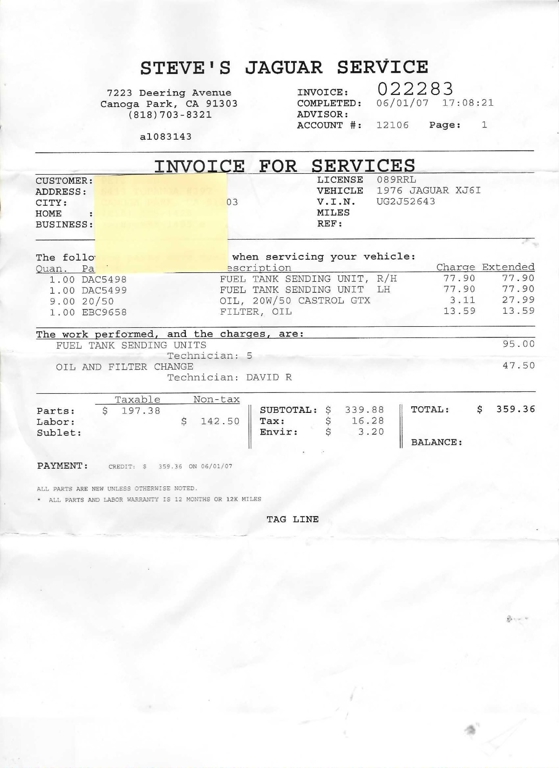 STEVE'S JAGUAR SERVICE
7223 Deering Avenue
Canoga Park, CA 91303
(818)703-8321
al083143
INVOICE: 022283
COMPLETED: 06/01/07 17:08:21
ADVISOR:
ACCOUNT #: 12106 Page: 1
INVOICE FOR SERVICES
CUSTOMER: LICENSE 089RRL
ADDRESS: VEHICLE 1976 JAGUAR XJ6I
CITY: 03 V.I.N. UG2J52643
HOME : MILES
BUSINESS: REF:
The follo when servicing your vehicle:
Quan. Pa escription Charge Extended
1.00 DAC5498 FUEL TANK SENDING UNIT, R/H 77.90 77.90
1.00 DAC5499 FUEL TANK SENDING UNIT LH 77.90 77.90
9.00 20/50 OIL, 20W/50 CASTROL GTX 3.11 27.99
1.00 EBC9658 FILTER, OIL 13.59 13.59
The work performed, and the charges, are:
FUEL TANK SENDING UNITS 95.00
Technician: 5
OIL AND FILTER CHANGE 47.50
Technician: DAVID R
Taxable Non-tax
Parts: $ 197.38 SUBTOTAL: $ 339.88 TOTAL: $ 359.36
Labor: $ 142.50 Tax: $ 16.28
Sublet: Envir: $ 3.20
BALANCE:
PAYMENT: CREDIT: $ 359.36 ON 06/01/07
ALL PARTS ARE NEW UNLESS OTHERWISE NOTED.
* ALL PARTS AND LABOR WARRANTY IS 12 MONTHS OR 12K MILES
TAG LINE